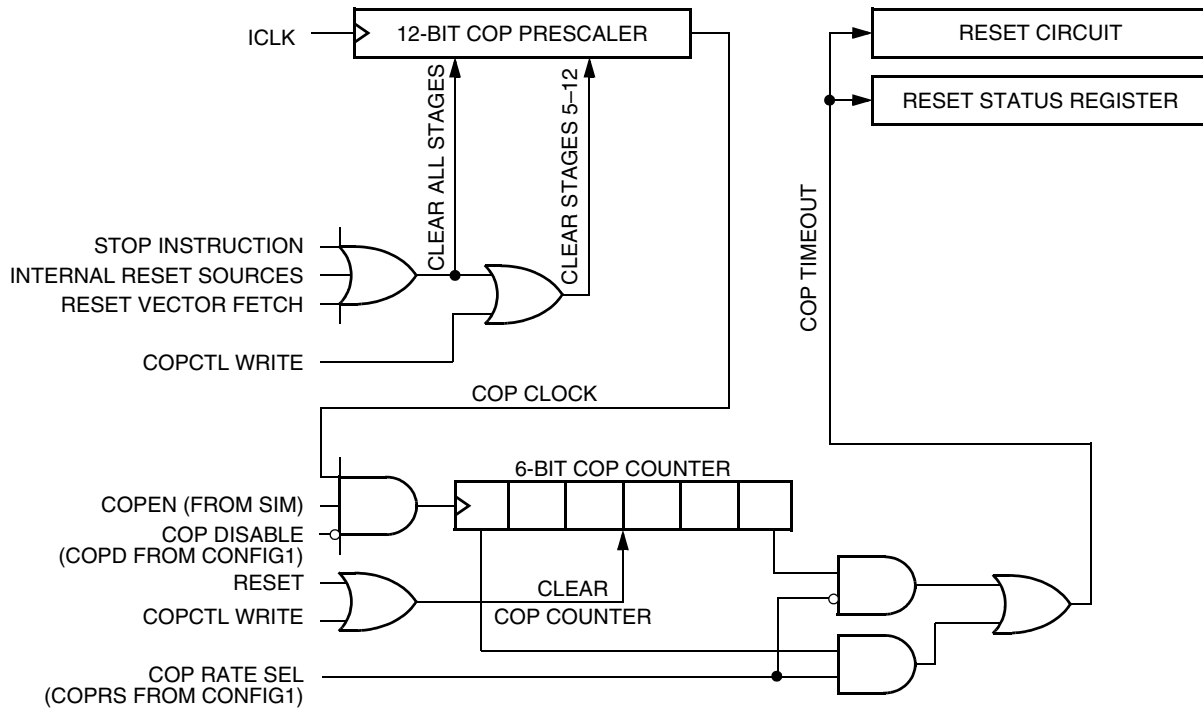 ICLK
12-BIT COP PRESCALER
RESET CIRCUIT
RESET STATUS REGISTER
CLEAR ALL STAGES
CLEAR STAGES 5–12
COP TIMEOUT
STOP INSTRUCTION
INTERNAL RESET SOURCES
RESET VECTOR FETCH
COPCTL WRITE
COP CLOCK
6-BIT COP COUNTER
COPEN (FROM SIM)
COP DISABLE
(COPD FROM CONFIG1)
RESET
COPCTL WRITE
CLEAR
COP COUNTER
COP RATE SEL
(COPRS FROM CONFIG1)